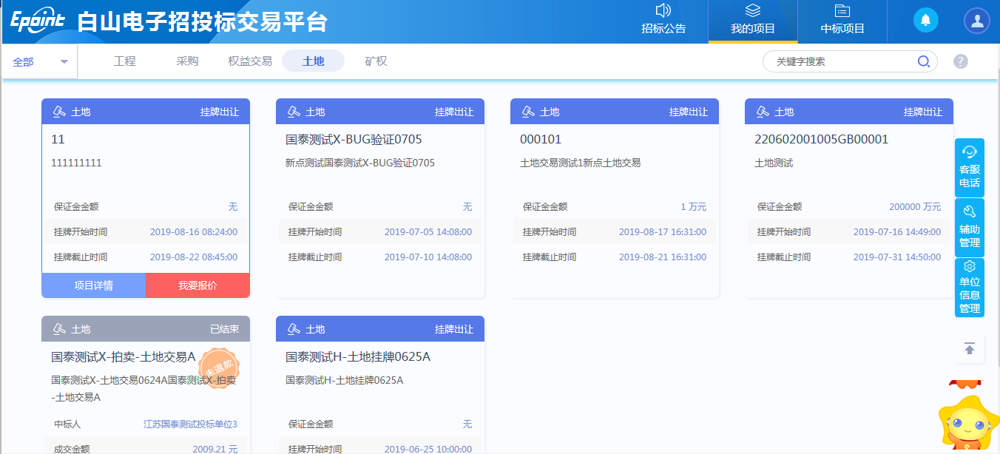 Epoint 白山电子招投标交易平台
招标公告
我的项目
中标项目
全部
工程
采购
权益交易
土地
矿权
关键字搜索
?
土地 挂牌出让
11
111111111
保证金金额 无
挂牌开始时间 2019-08-16 08:24:00
挂牌截止时间 2019-08-22 08:45:00
项目详情 我要报价
土地 挂牌出让
国泰测试X-BUG验证0705
新点测试国泰测试X-BUG验证0705
保证金金额 无
挂牌开始时间 2019-07-05 14:08:00
挂牌截止时间 2019-07-10 14:08:00
土地 挂牌出让
000101
土地交易测试1新点土地交易
保证金金额 1 万元
挂牌开始时间 2019-08-17 16:31:00
挂牌截止时间 2019-08-21 16:31:00
土地 挂牌出让
220602001005GB00001
土地测试
保证金金额 200000 万元
挂牌开始时间 2019-07-16 14:49:00
挂牌截止时间 2019-07-31 14:50:00
客服
电话
辅助
管理
单位
信息
管理
土地 已结束
国泰测试X-拍卖-土地交易A
未退款
国泰测试X-土地交易0624A国泰测试X-拍卖
-土地交易A
中标人 江苏国泰测试投标单位3
成交金额 2009.21 元
土地 挂牌出让
国泰测试H-土地挂牌0625A
国泰测试H-土地挂牌0625A
保证金金额 无
挂牌开始时间 2019-06-25 10:00:00